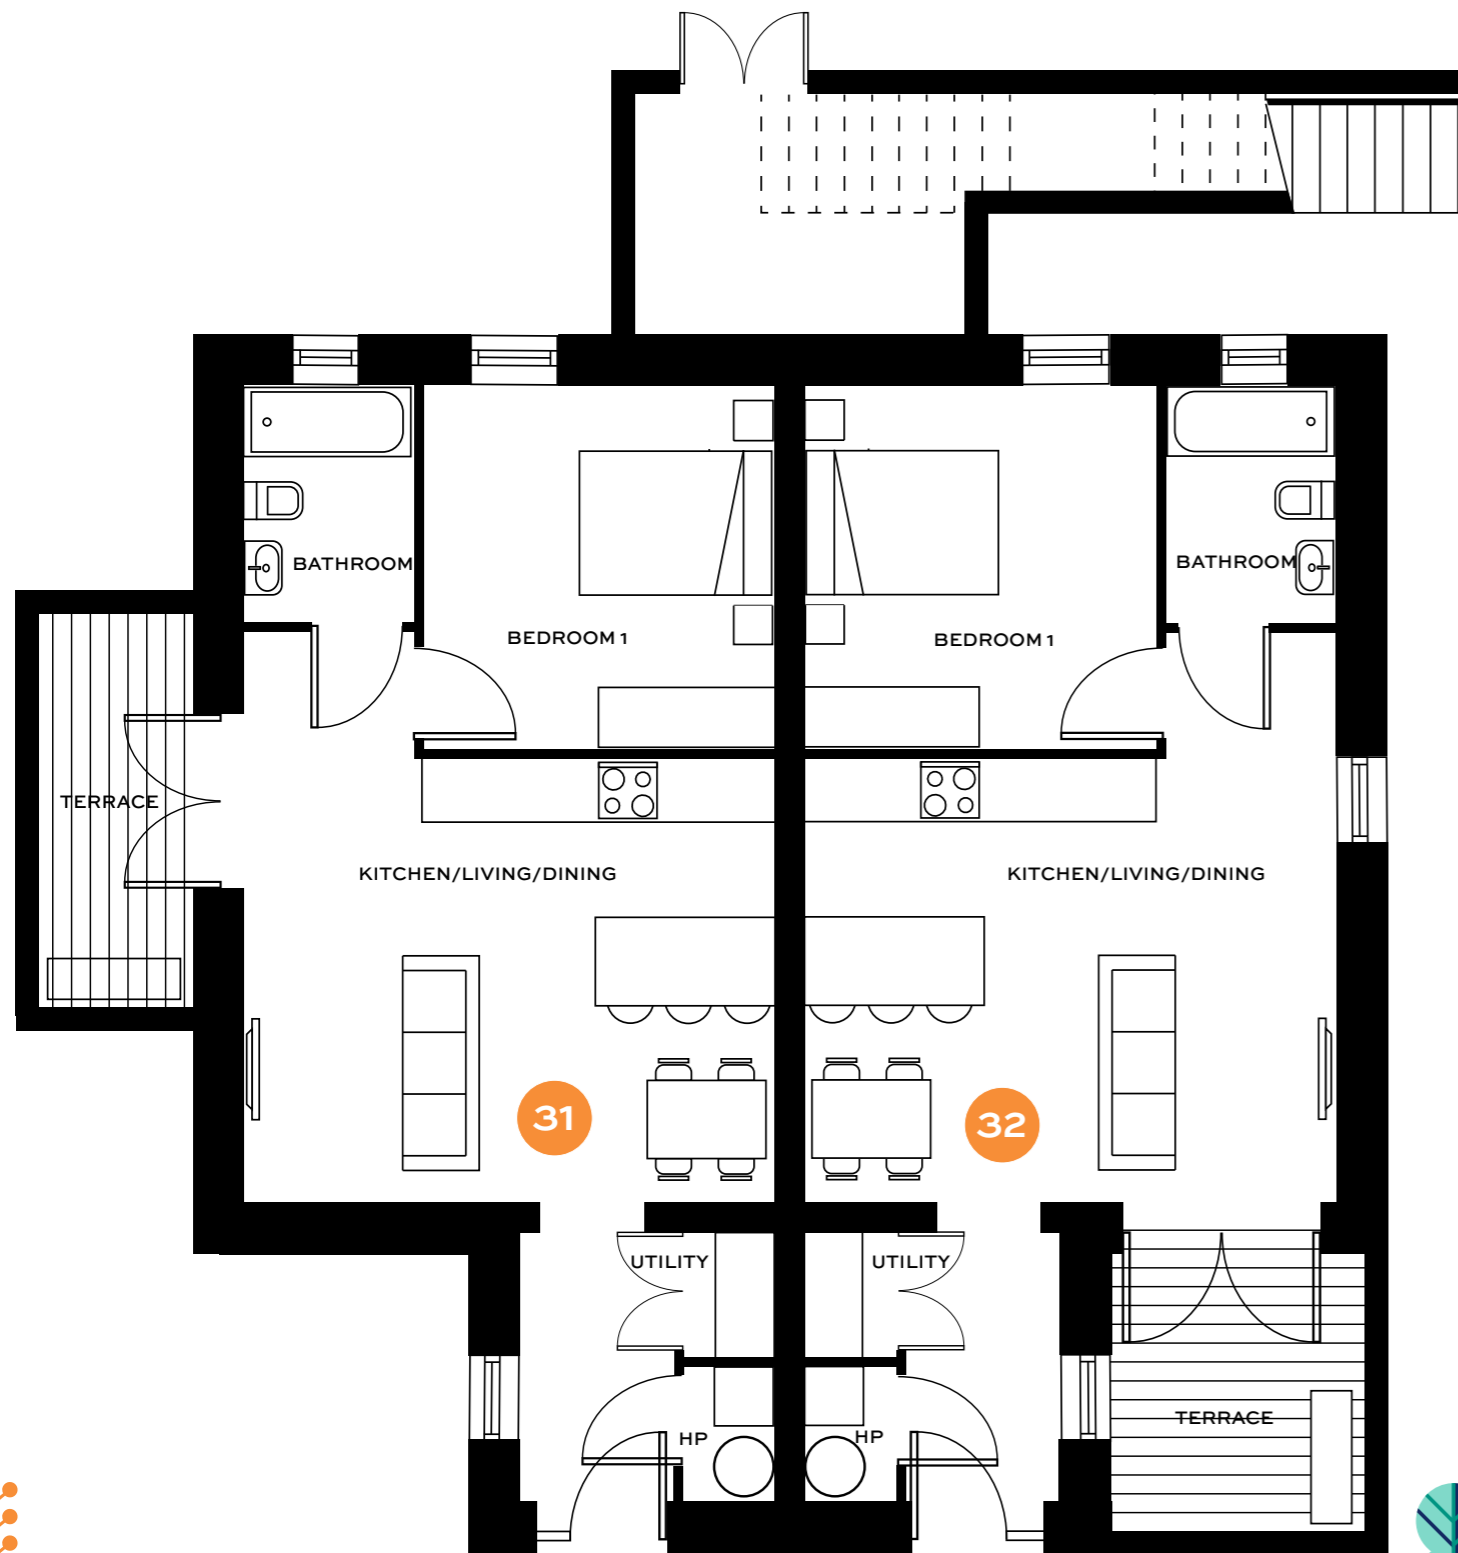 BATHROOM
BATHROOM
BEDROOM 1
BEDROOM 1
TERRACE
KITCHEN/LIVING/DINING
KITCHEN/LIVING/DINING
31
32
UTILITY
UTILITY
TERRACE
HP
HP